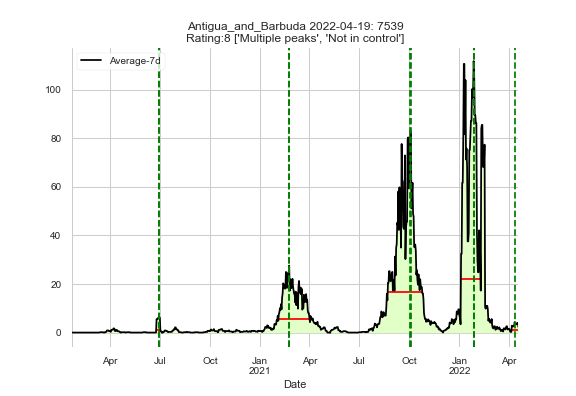 Antigua_and_Barbuda 2022-04-19: 7539
Rating:8 ['Multiple peaks', 'Not in control']
Average-7d
100
80
60
40
20
0
Apr Jul Oct Jan Apr Jul Oct Jan Apr
2021 2022
Date